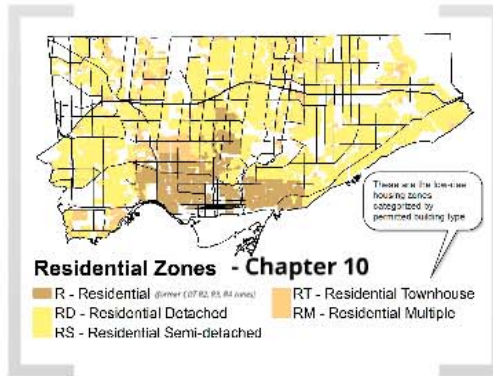 These are the low-rise
housing zones
categorized by
permitted building type
Residential Zones - Chapter 10
R - Residential (former COT R2, R3, R4 zones)
RD - Residential Detached
RS - Residential Semi-detached
RT - Residential Townhouse
RM - Residential Multiple